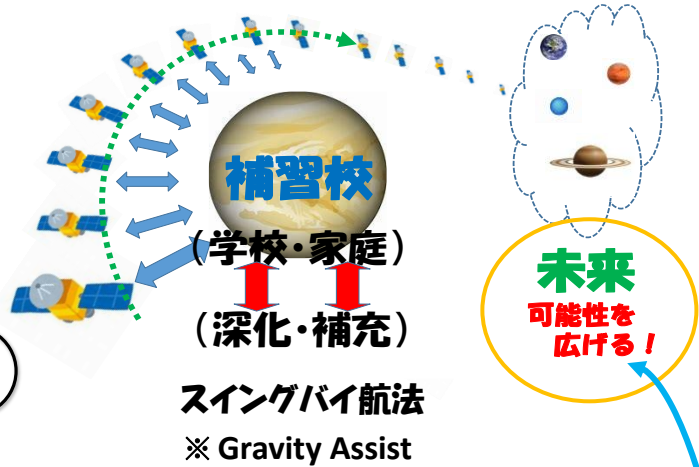 補習校
（学校・家庭）
（深化・補充）
スイングバイ航法
※ Gravity Assist
未来
可能性を
広げる！